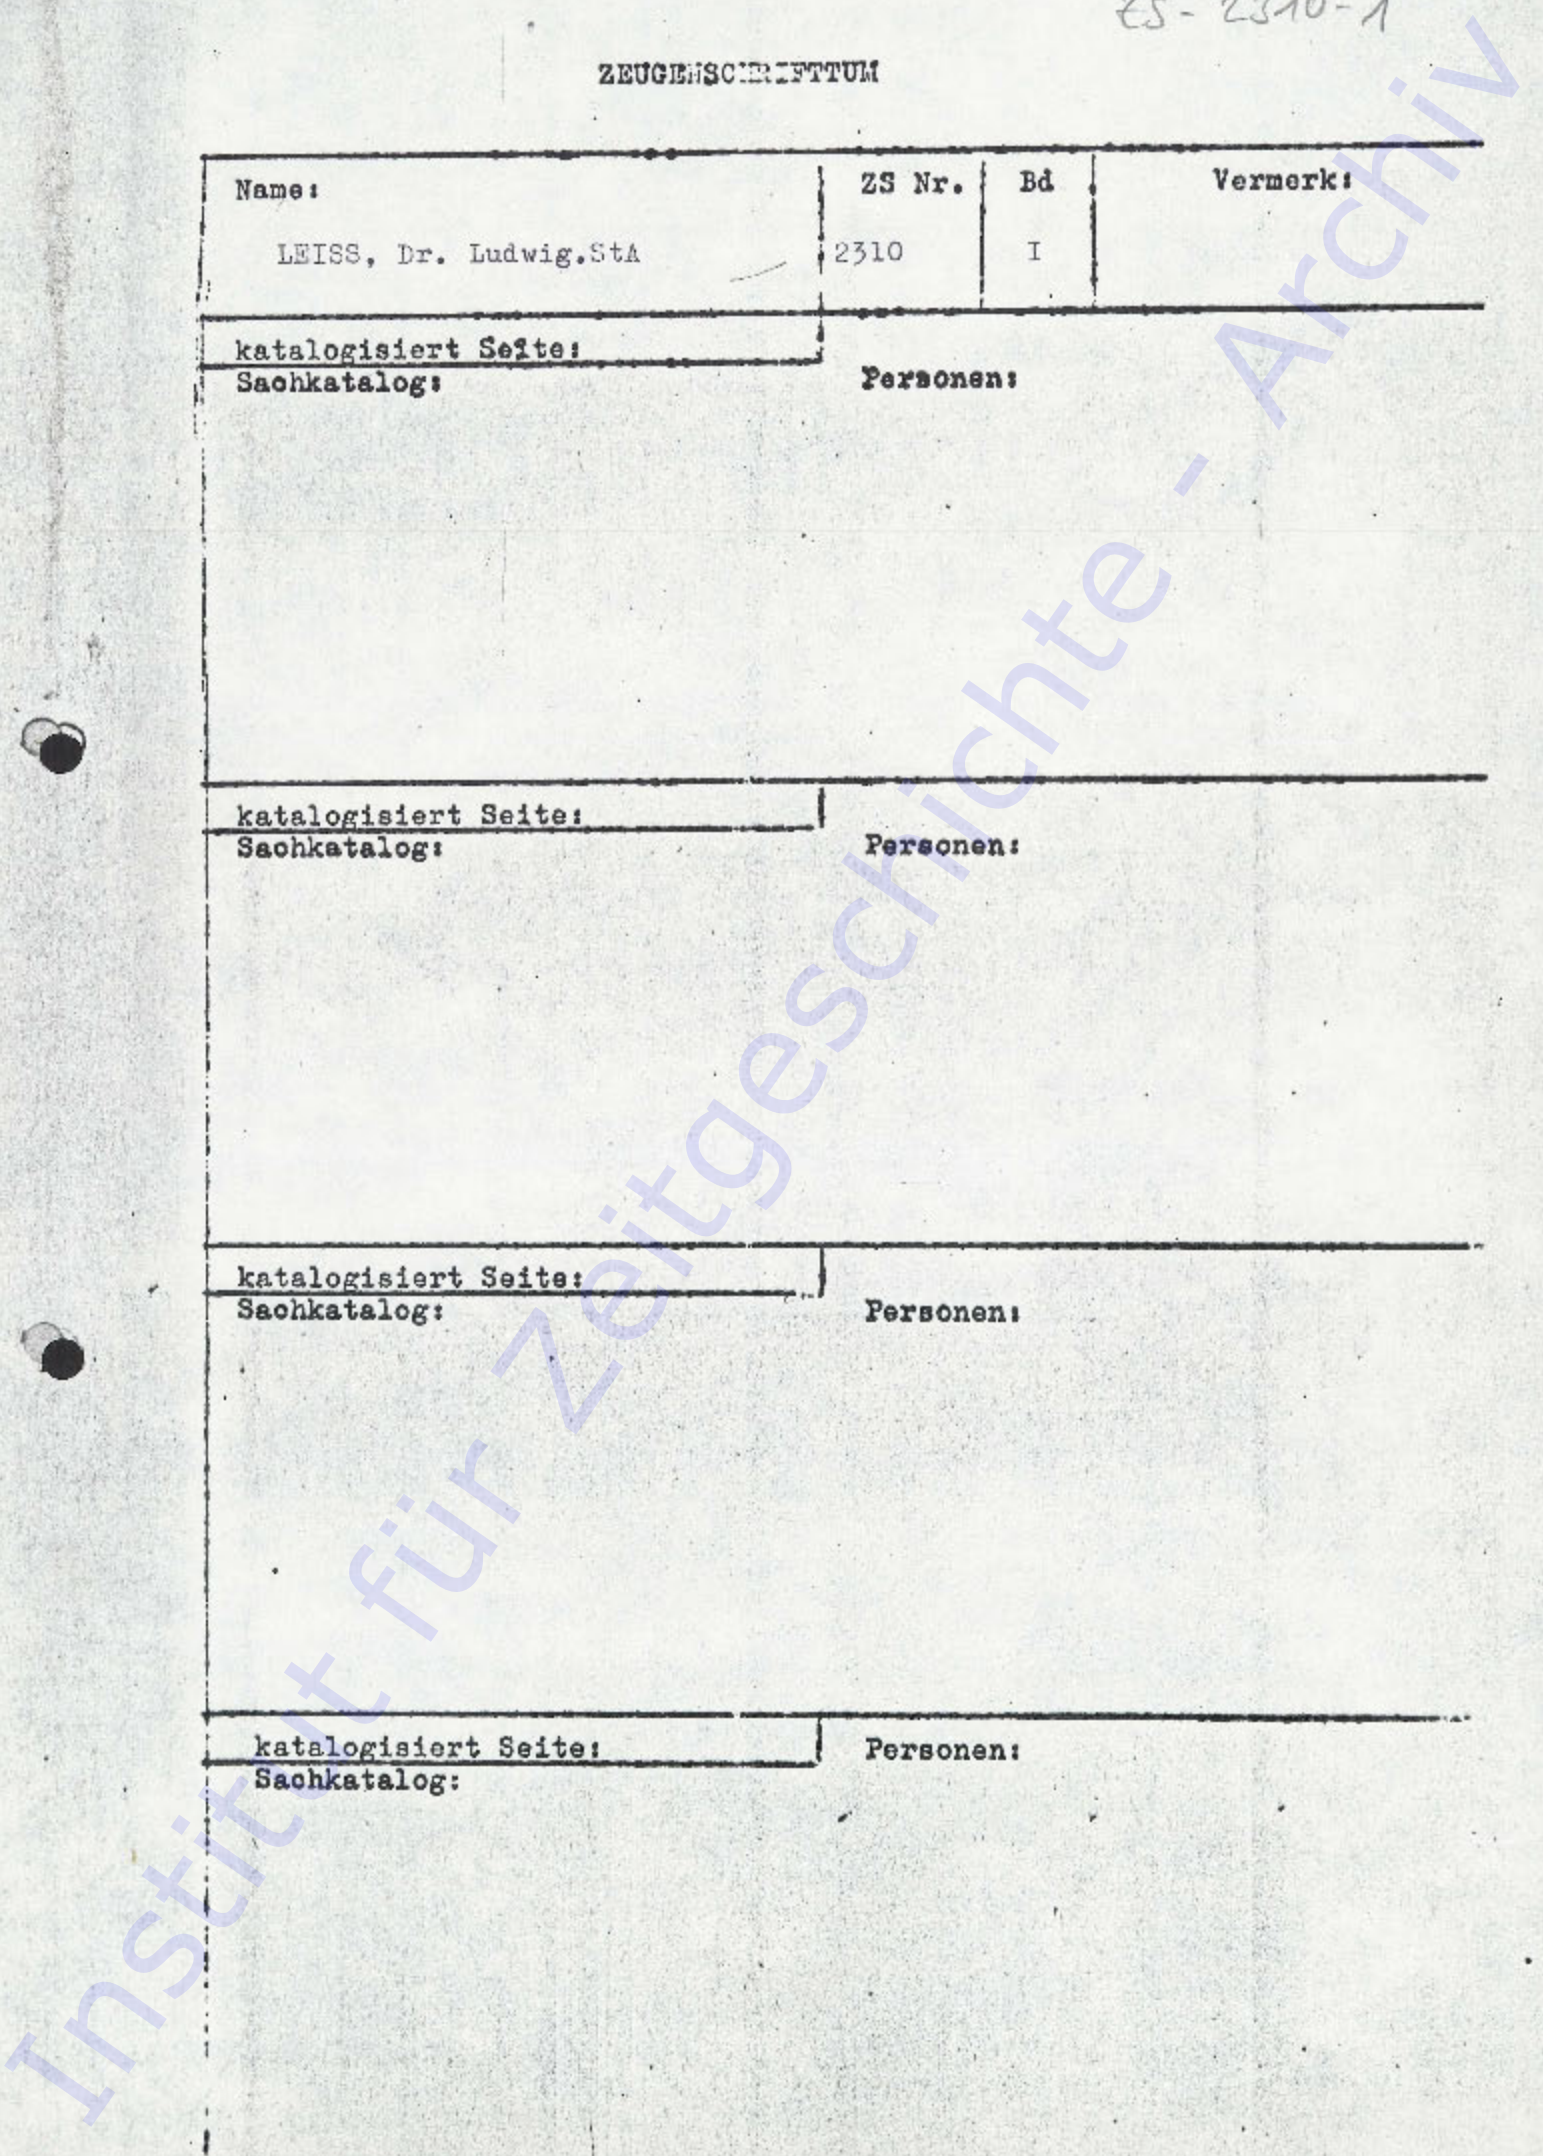 ZS - 2310 - 1
ZEUGENSCHRIFTTUM
Name: ZS Nr. Bd Vermerk:
LEISS, Dr. Ludwig.StA 2310 I
katalogisiert Seite:
Sachkatalog: Personen:
katalogisiert Seite:
Sachkatalog: Personen:
katalogisiert Seite:
Sachkatalog: Personen:
katalogisiert Seite: Personen:
Sachkatalog:
Institut für Zeitgeschichte - Archiv